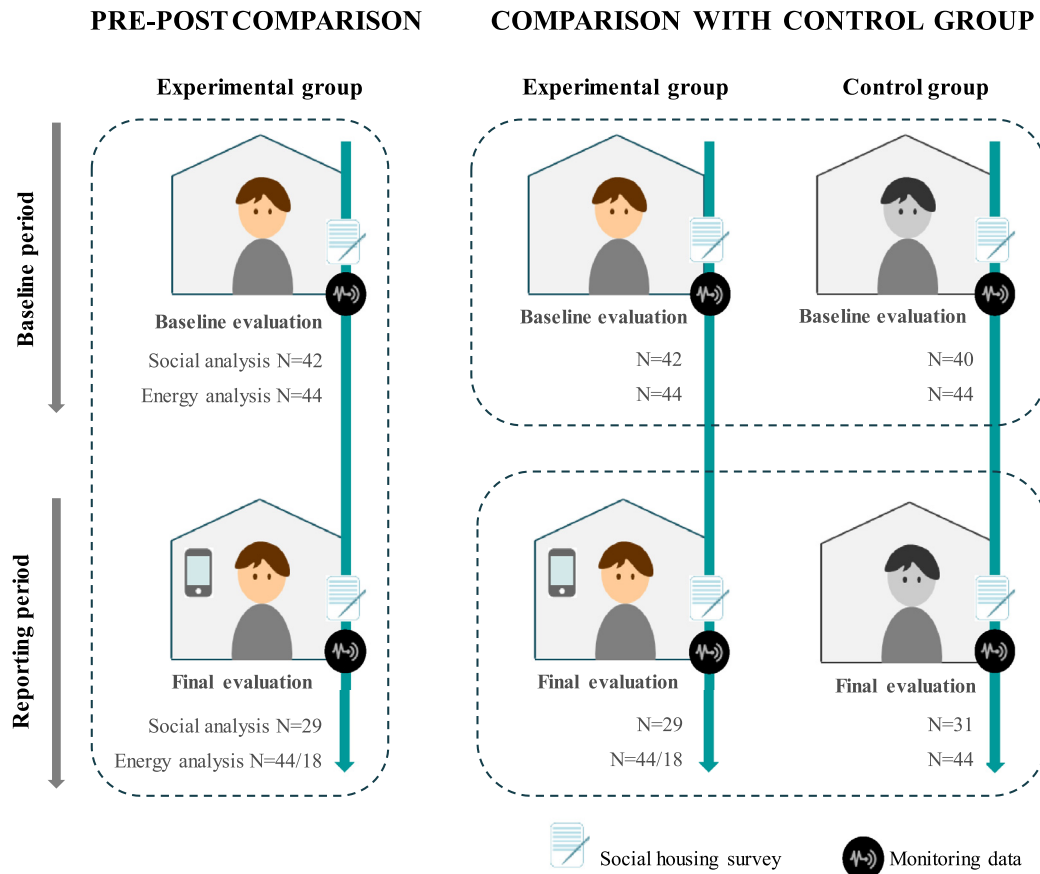 PRE-POST COMPARISON
COMPARISON WITH CONTROL GROUP
Experimental group
Experimental group
Control group
Baseline period
Baseline evaluation
Baseline evaluation
Baseline evaluation
Social analysis N=42
N=42
N=40
Energy analysis N=44
N=44
N=44
Reporting period
Final evaluation
Final evaluation
Final evaluation
Social analysis N=29
N=29
N=31
Energy analysis N=44/18
N=44/18
N=44
Social housing survey
Monitoring data